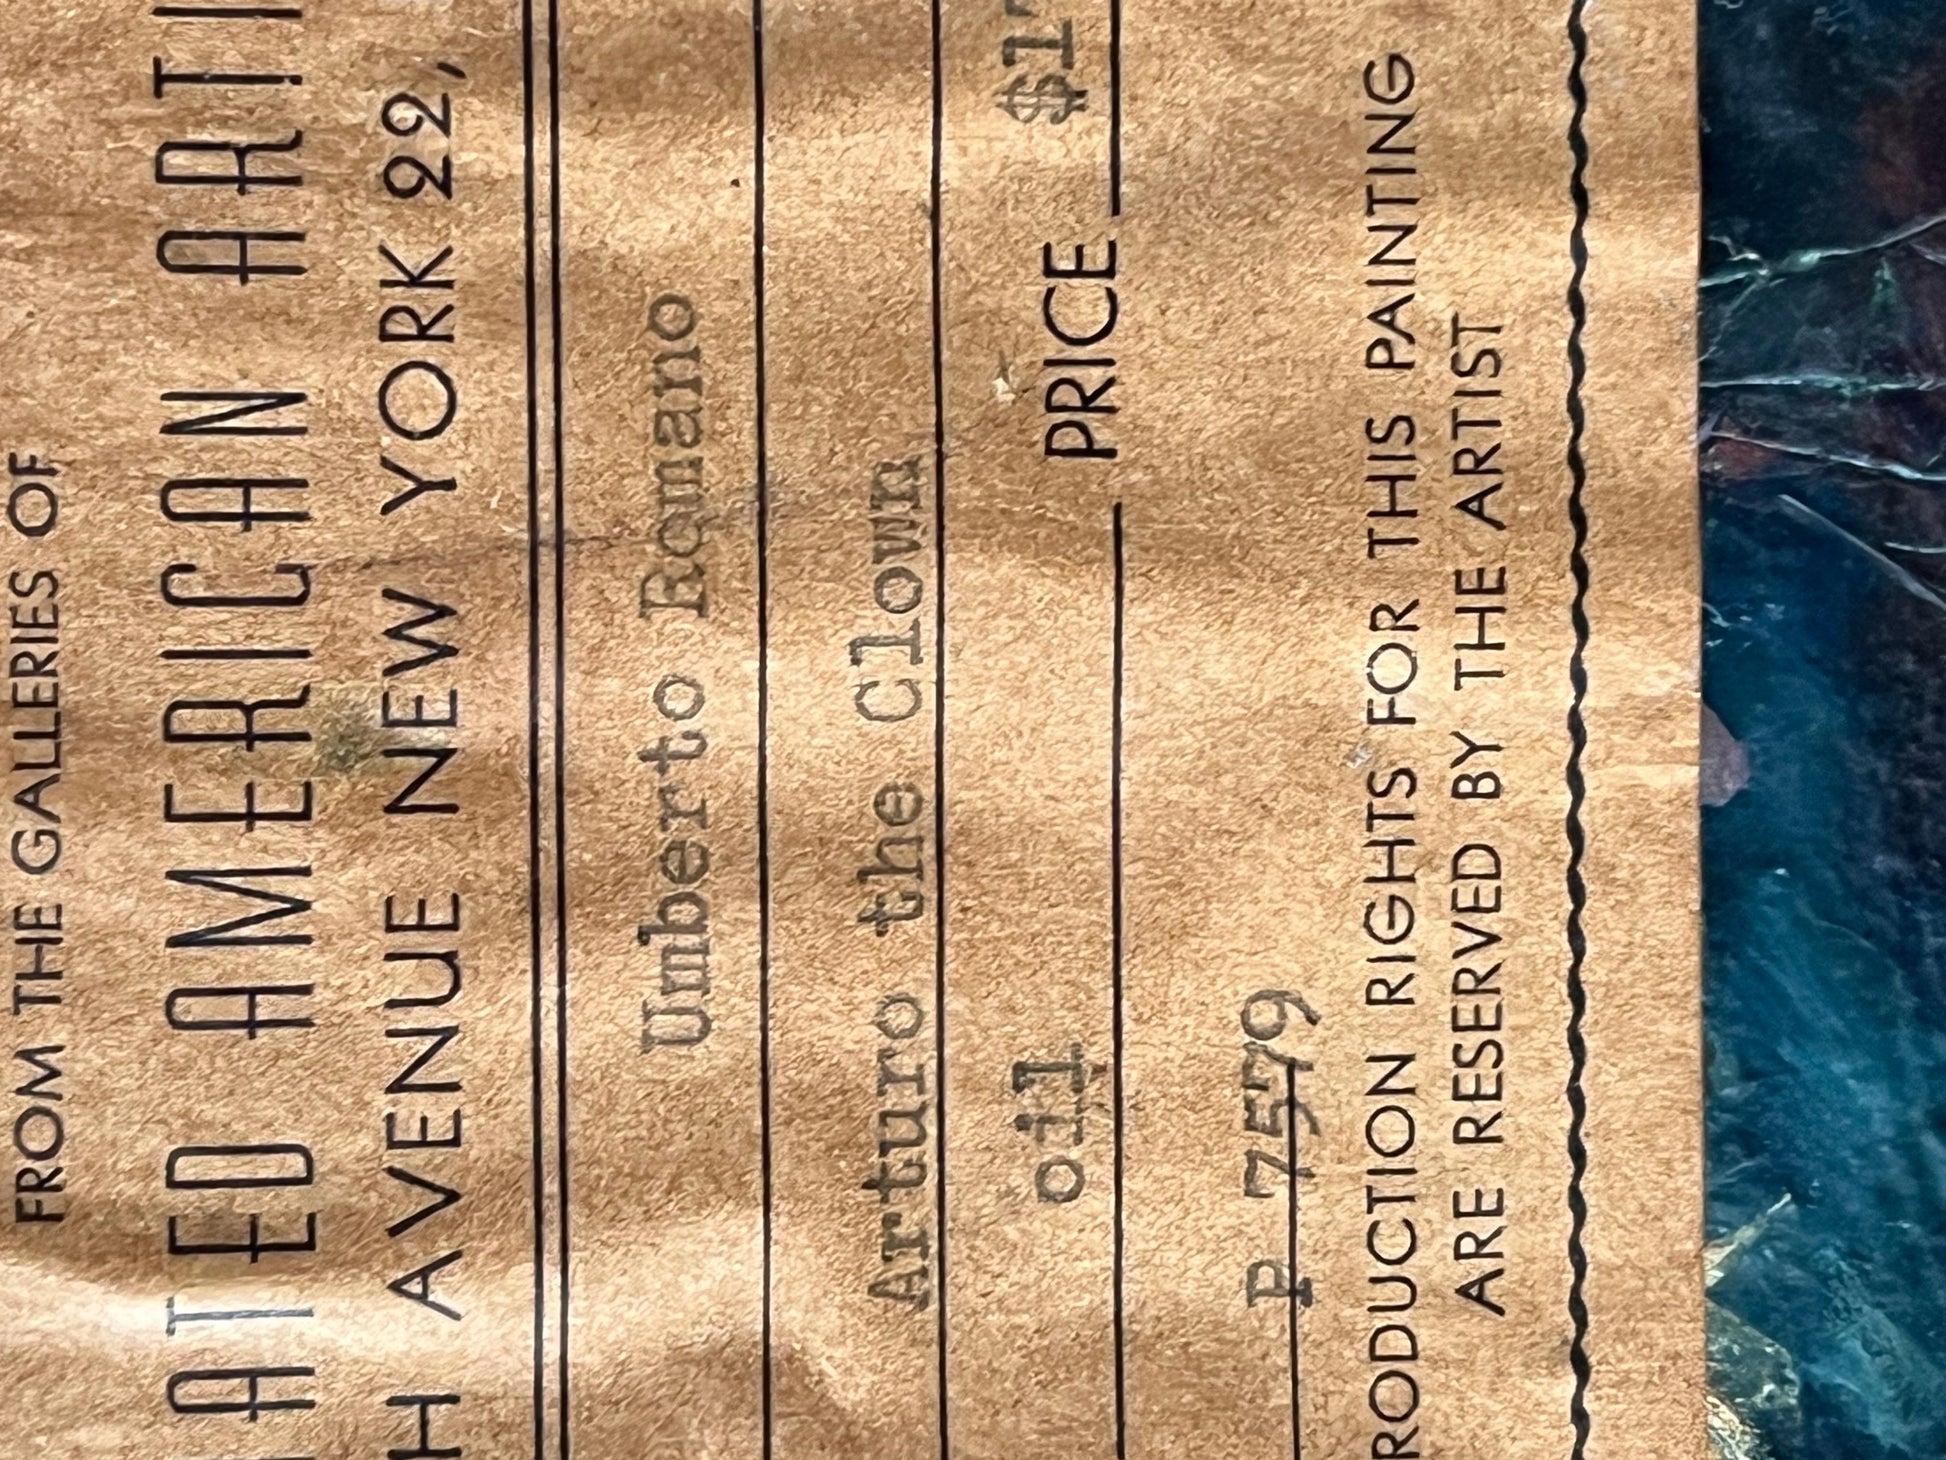 FROM THE GALLERIES OF
ATED AMERICAN ARTI
H AVENUE NEW YORK 22,
Umberto Romano
Arturo the Clown
oil PRICE $17
P 7579
RODUCTION RIGHTS FOR THIS PAINTING
ARE RESERVED BY THE ARTIST